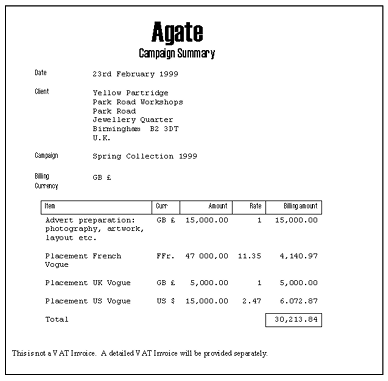 Agate
Campaign Summary
Date 23rd February 1999
Client Yellow Partridge
Park Road Workshops
Park Road
Jewellery Quarter
Birmingham B2 3DT
U.K.
Campaign Spring Collection 1999
Billing GB £
Currency
Item Curr Amount Rate Billing amount
Advert preparation: GB £ 15,000.00 1 15,000.00
photography, artwork,
layout etc.
Placement French FFr. 47 000.00 11.35 4,140.97
Vogue
Placement UK Vogue GB £ 5,000.00 1 5,000.00
Placement US Vogue US $ 15,000.00 2.47 6,072.87
Total 30,213.84
This is not a VAT Invoice. A detailed VAT Invoice will be provided separately.